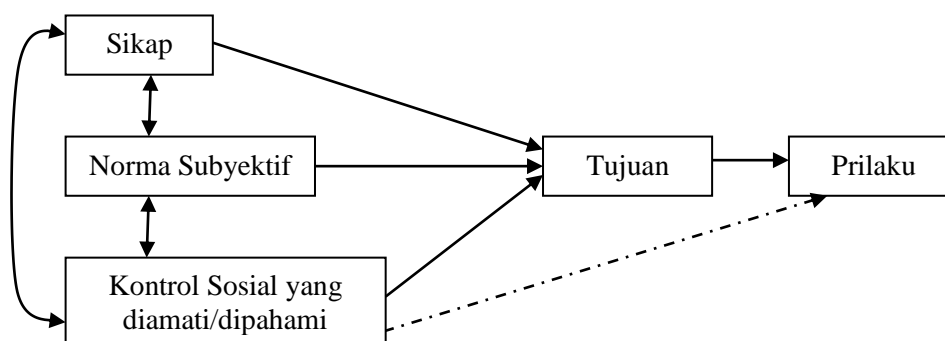 Sikap
Norma Subyektif
Tujuan
Prilaku
Kontrol Sosial yang
diamati/dipahami